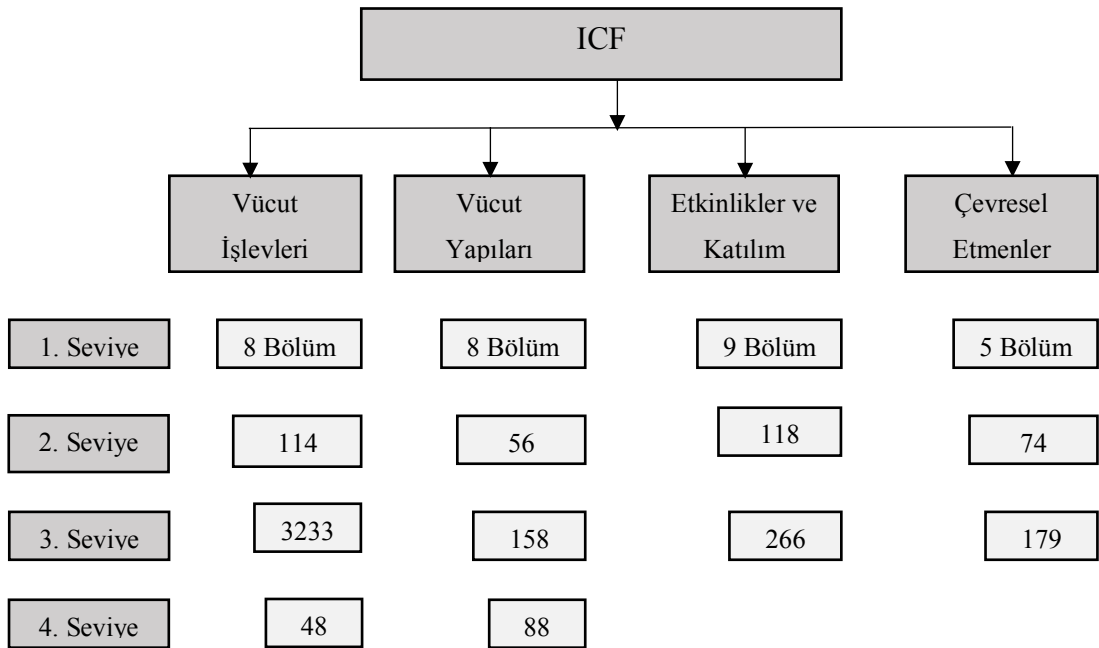 ICF
Vücut
İşlevleri
Vücut
Yapıları
Etkinlikler ve
Katılım
Çevresel
Etmenler
1. Seviye
8 Bölüm
8 Bölüm
9 Bölüm
5 Bölüm
2. Seviye
114
56
118
74
3. Seviye
3233
158
266
179
4. Seviye
48
88